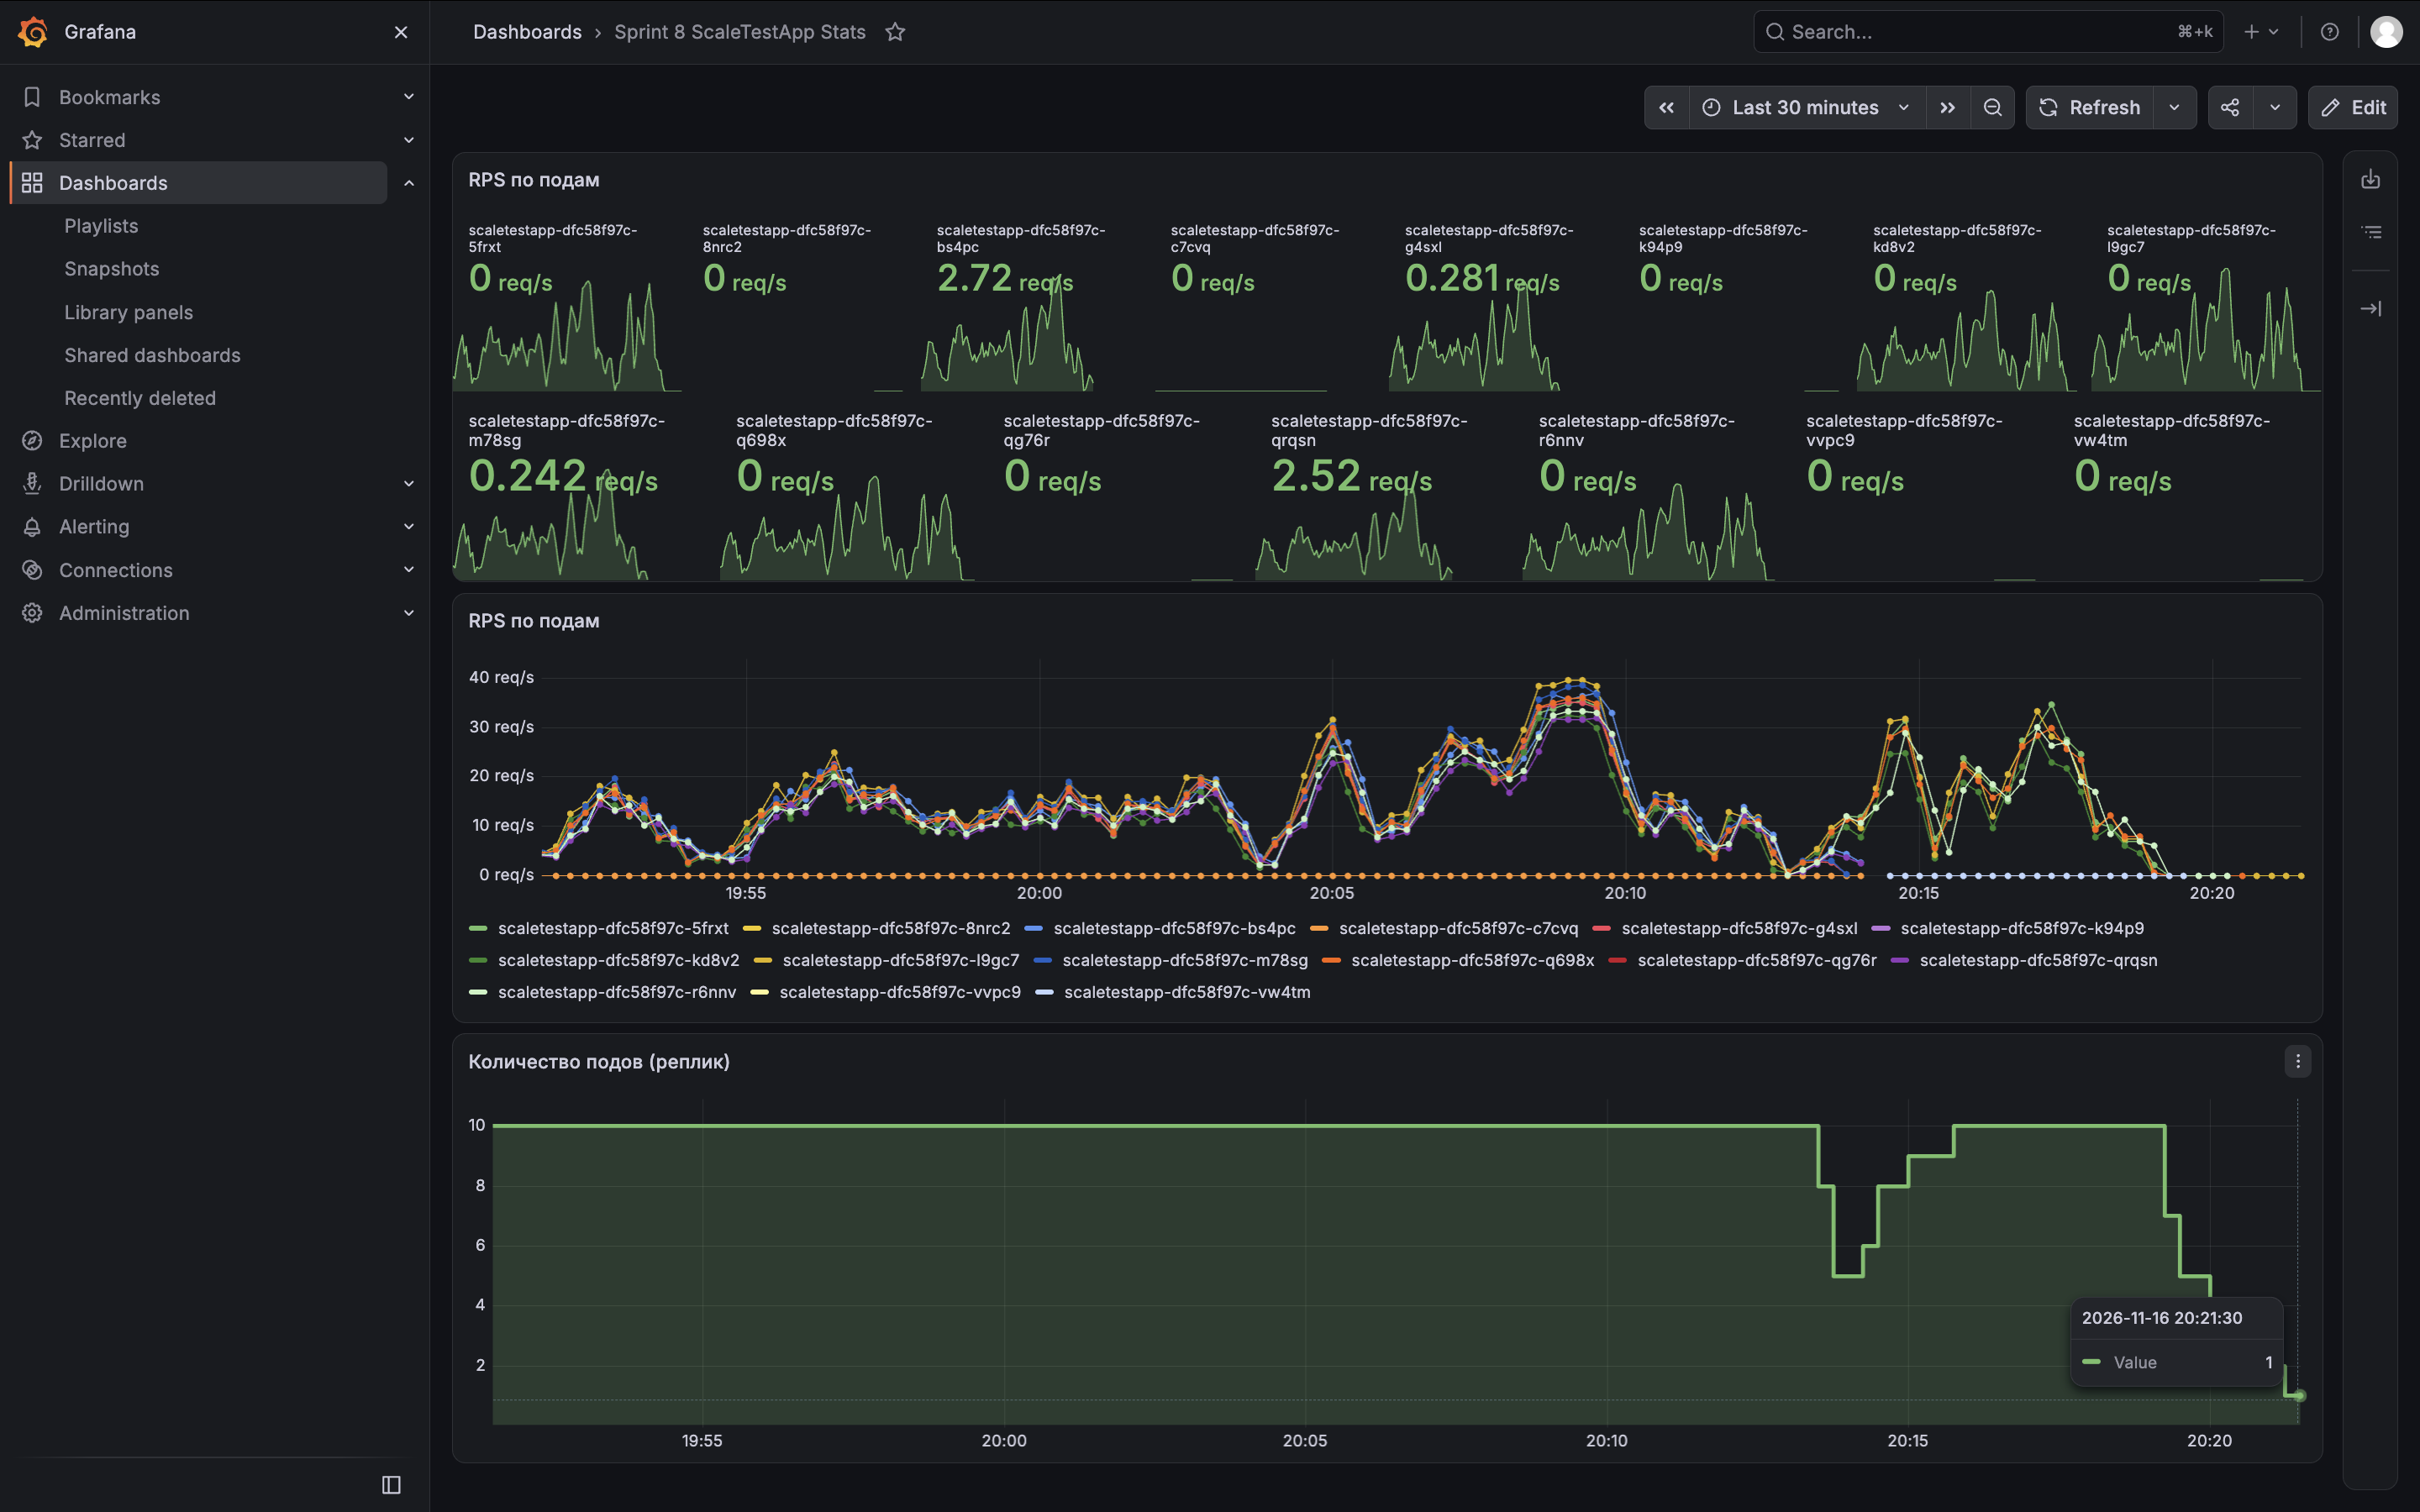 Grafana
Dashboards › Sprint 8 ScaleTestApp Stats
Search...
⌘+k
Bookmarks
Starred
Dashboards
Playlists
Snapshots
Library panels
Shared dashboards
Recently deleted
Explore
Drilldown
Alerting
Connections
Administration
Last 30 minutes
Refresh
Edit
RPS по подам
scaletestapp-dfc58f97c-
5frxt
0 req/s
scaletestapp-dfc58f97c-
8nrc2
0 req/s
scaletestapp-dfc58f97c-
bs4pc
2.72 req/s
scaletestapp-dfc58f97c-
c7cvq
0 req/s
scaletestapp-dfc58f97c-
g4sxl
0.281 req/s
scaletestapp-dfc58f97c-
k94p9
0 req/s
scaletestapp-dfc58f97c-
kd8v2
0 req/s
scaletestapp-dfc58f97c-
l9gc7
0 req/s
scaletestapp-dfc58f97c-
m78sg
0.242 req/s
scaletestapp-dfc58f97c-
q698x
0 req/s
scaletestapp-dfc58f97c-
qg76r
0 req/s
scaletestapp-dfc58f97c-
qrqsn
2.52 req/s
scaletestapp-dfc58f97c-
r6nnv
0 req/s
scaletestapp-dfc58f97c-
vvpc9
0 req/s
scaletestapp-dfc58f97c-
vw4tm
0 req/s
RPS по подам
40 req/s
30 req/s
20 req/s
10 req/s
0 req/s
19:55 20:00 20:05 20:10 20:15 20:20
scaletestapp-dfc58f97c-5frxt scaletestapp-dfc58f97c-8nrc2 scaletestapp-dfc58f97c-bs4pc scaletestapp-dfc58f97c-c7cvq scaletestapp-dfc58f97c-g4sxl scaletestapp-dfc58f97c-k94p9
scaletestapp-dfc58f97c-kd8v2 scaletestapp-dfc58f97c-l9gc7 scaletestapp-dfc58f97c-m78sg scaletestapp-dfc58f97c-q698x scaletestapp-dfc58f97c-qg76r scaletestapp-dfc58f97c-qrqsn
scaletestapp-dfc58f97c-r6nnv scaletestapp-dfc58f97c-vvpc9 scaletestapp-dfc58f97c-vw4tm
Количество подов (реплик)
10
8
6
4
2
2026-11-16 20:21:30
Value 1
19:55 20:00 20:05 20:10 20:15 20:20